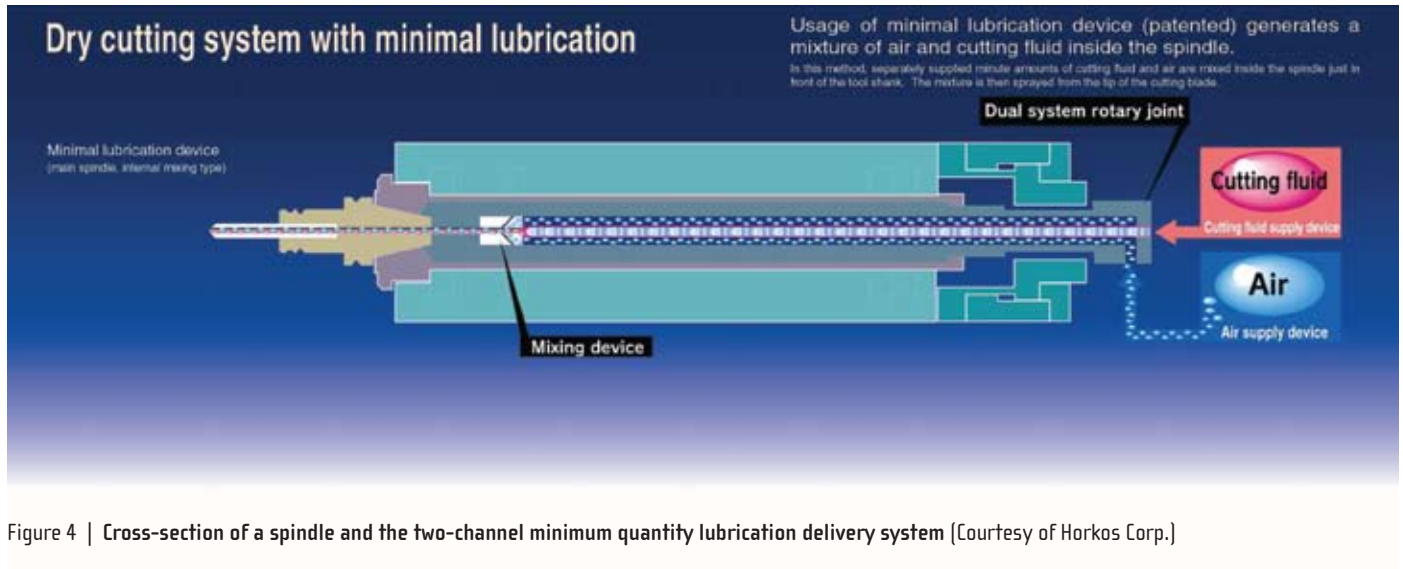 Dry cutting system with minimal lubrication
Usage of minimal lubrication device (patented) generates a
mixture of air and cutting fluid inside the spindle.
In this method, separately supplied minute amounts of cutting fluid and air are mixed inside the spindle just in
front of the tool shank. The mixture is then sprayed from the tip of the cutting blade.
Dual system rotary joint
Minimal lubrication device
(main spindle, internal mixing type)
Cutting fluid
Cutting fluid supply device
Air
Air supply device
Mixing device
Figure 4 | Cross-section of a spindle and the two-channel minimum quantity lubrication delivery system (Courtesy of Horkos Corp.)